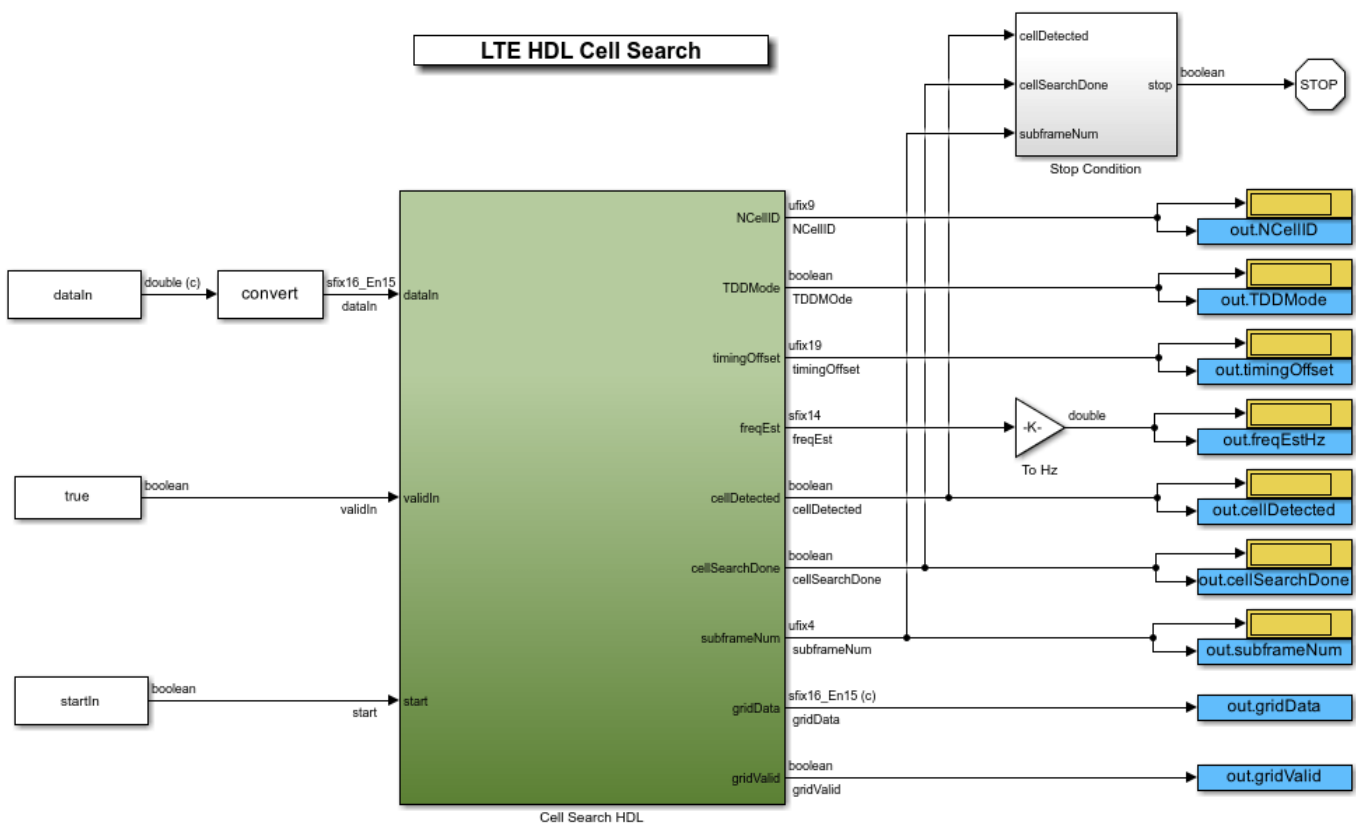 LTE HDL Cell Search
cellDetected
cellSearchDone
subframeNum
stop
boolean
STOP
Stop Condition
dataIn
double (c)
convert
sfix16_En15
dataIn
dataIn
true
boolean
validIn
validIn
startIn
boolean
start
start
NCellID
ufix9
NCellID
out.NCellID
TDDMode
boolean
TDDMOde
out.TDDMode
timingOffset
ufix19
timingOffset
out.timingOffset
freqEst
sfix14
freqEst
-K-
To Hz
double
out.freqEstHz
cellDetected
boolean
cellDetected
out.cellDetected
cellSearchDone
boolean
cellSearchDone
out.cellSearchDone
subframeNum
ufix4
subframeNum
out.subframeNum
gridData
sfix16_En15 (c)
gridData
out.gridData
gridValid
boolean
gridValid
out.gridValid
Cell Search HDL